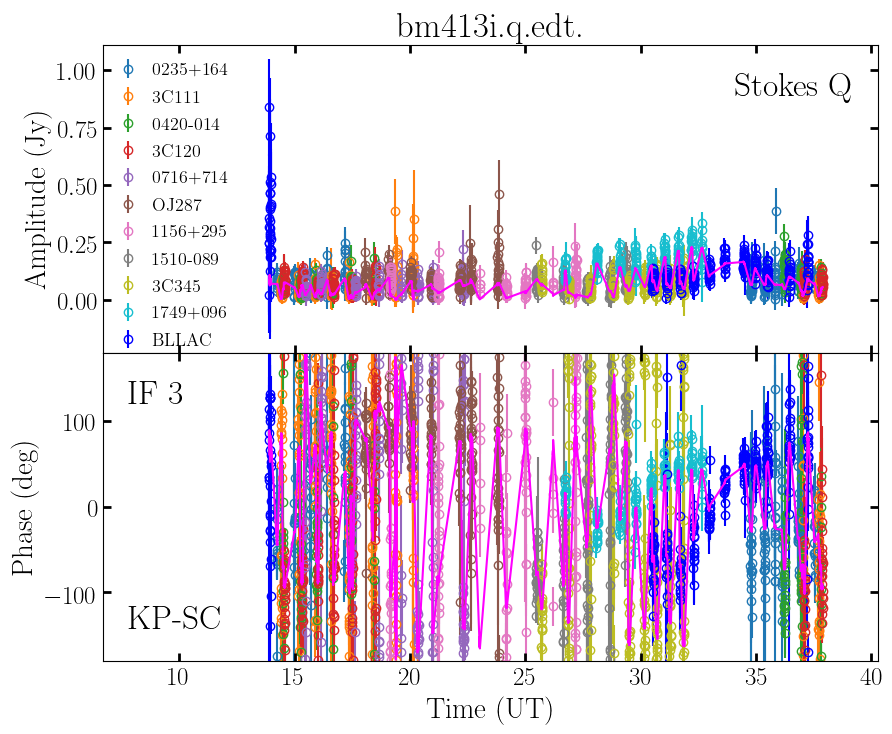 bm413i.q.edt.
Stokes Q
Amplitude (Jy)
1.00
0.75
0.50
0.25
0.00
0235+164
3C111
0420-014
3C120
0716+714
OJ287
1156+295
1510-089
3C345
1749+096
BLLAC
IF 3
Phase (deg)
100
0
−100
KP-SC
10
15
20
25
30
35
40
Time (UT)